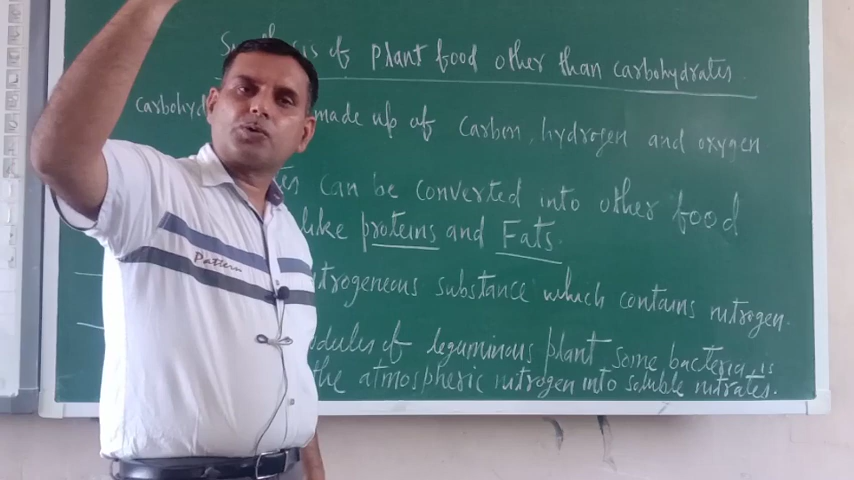 of plant food other than carbohydrates.
made up of carbon, hydrogen and oxygen
can be converted into other food
like proteins and Fats.
substance which contains nitrogen.
of leguminous plant some bacteria is
the atmospheric nitrogen into soluble nitrates.
Pattern